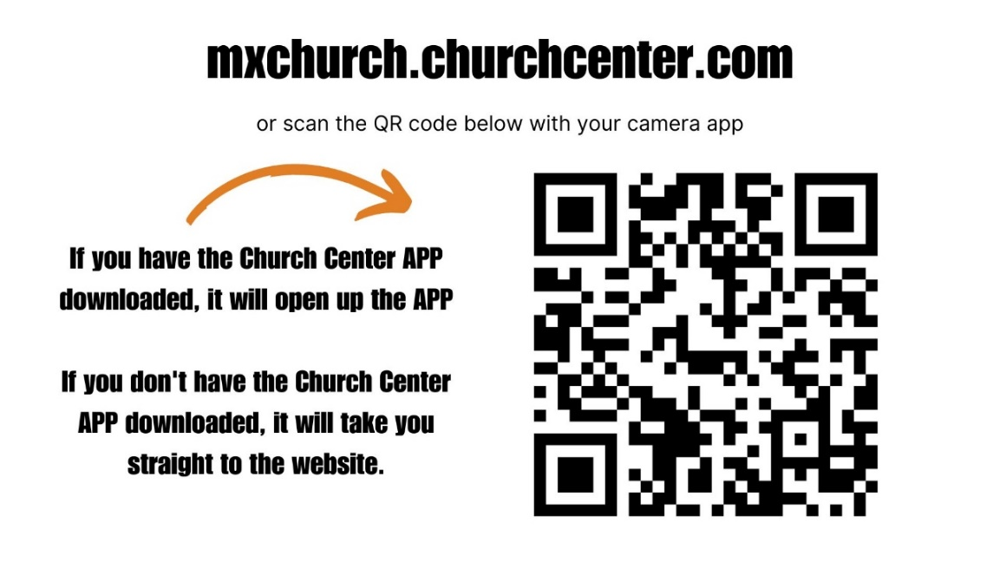 mxchurch.churchcenter.com
or scan the QR code below with your camera app
If you have the Church Center APP
downloaded, it will open up the APP
If you don't have the Church Center
APP downloaded, it will take you
straight to the website.